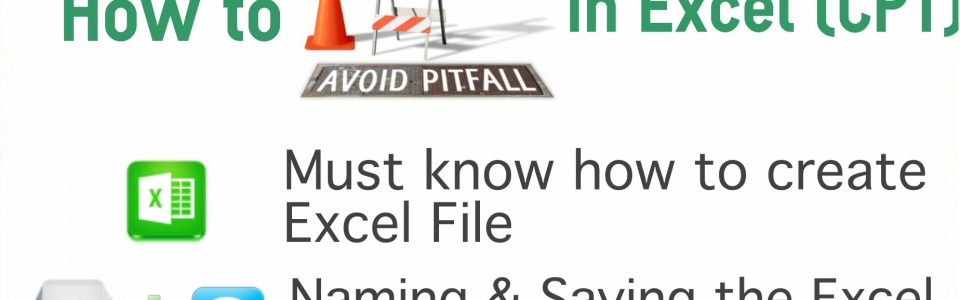 How to in Excel (CPT)
AVOID PITFALL
Must know how to create
Excel File
X
Naming & Saving the Excel